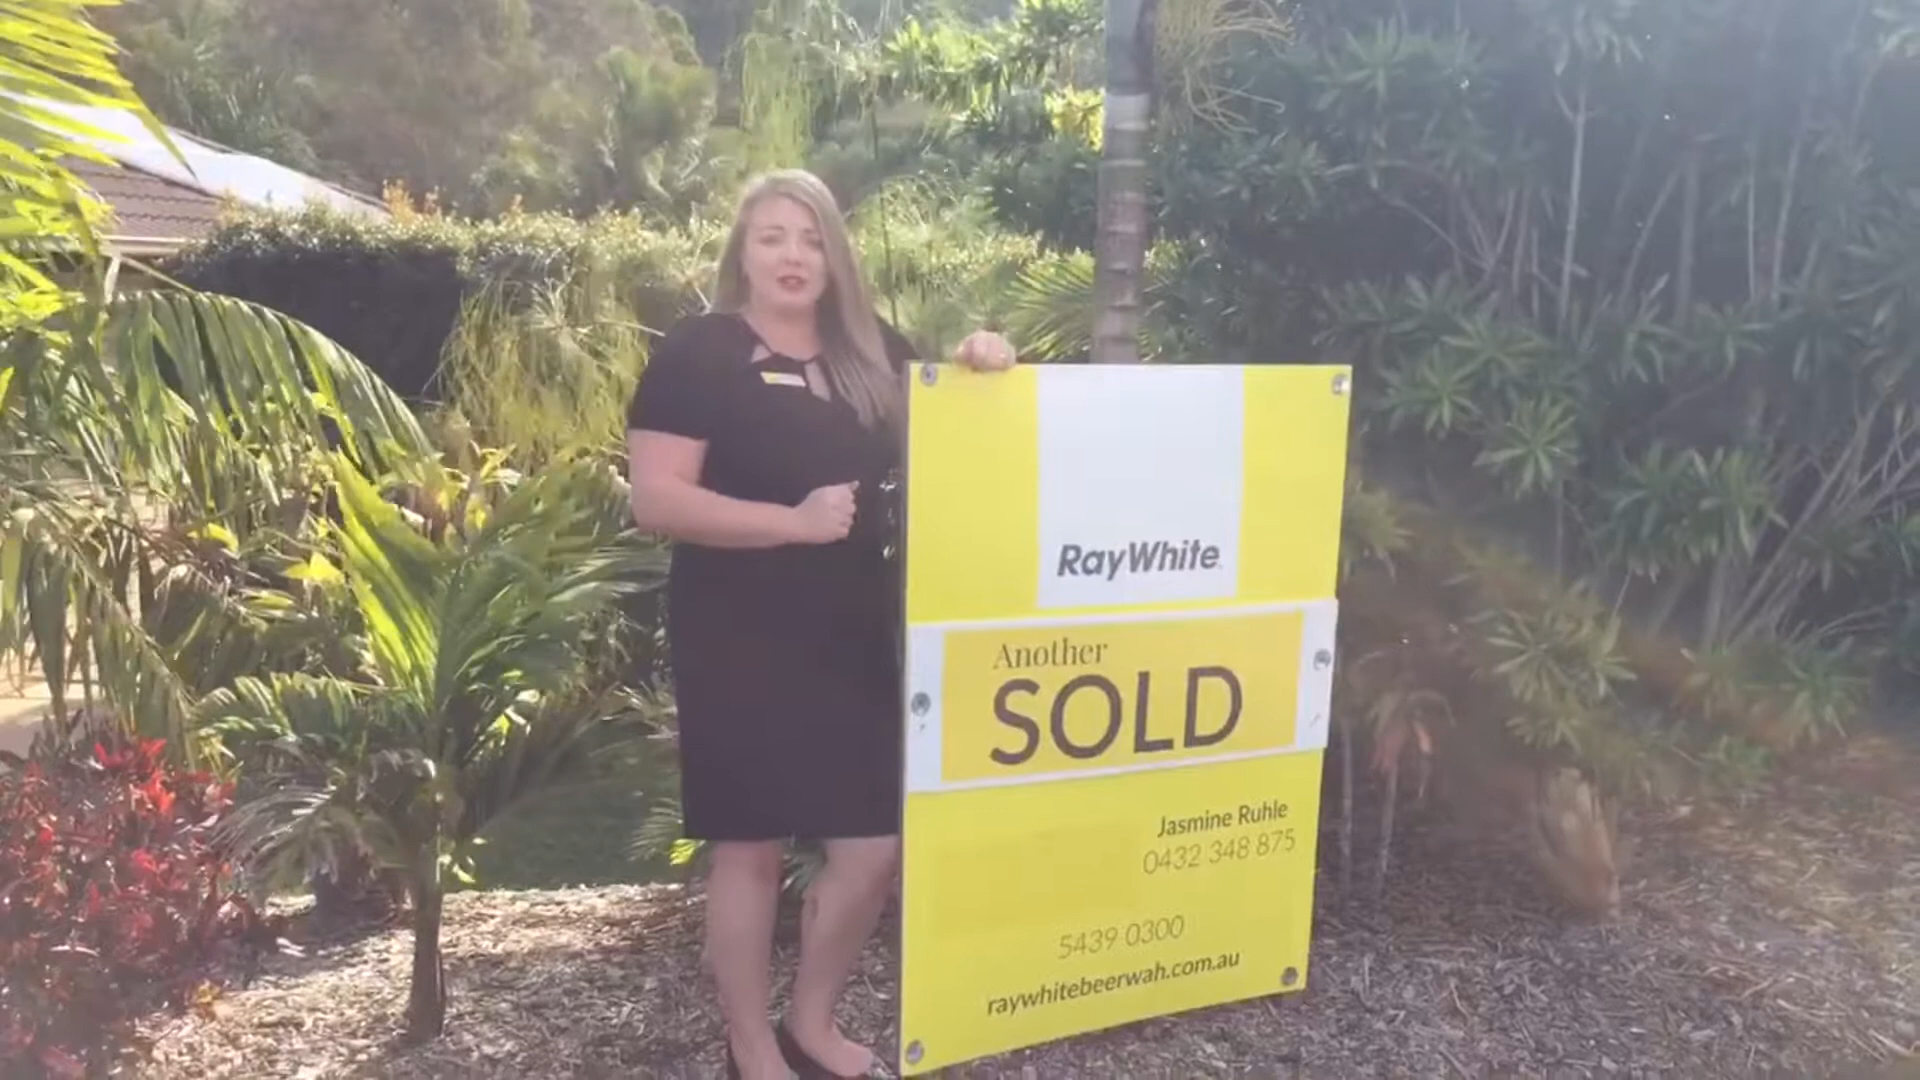 RayWhite
Another
SOLD
Jasmine Ruhle
0432 348 875
5439 0300
raywhitebeerwah.com.au